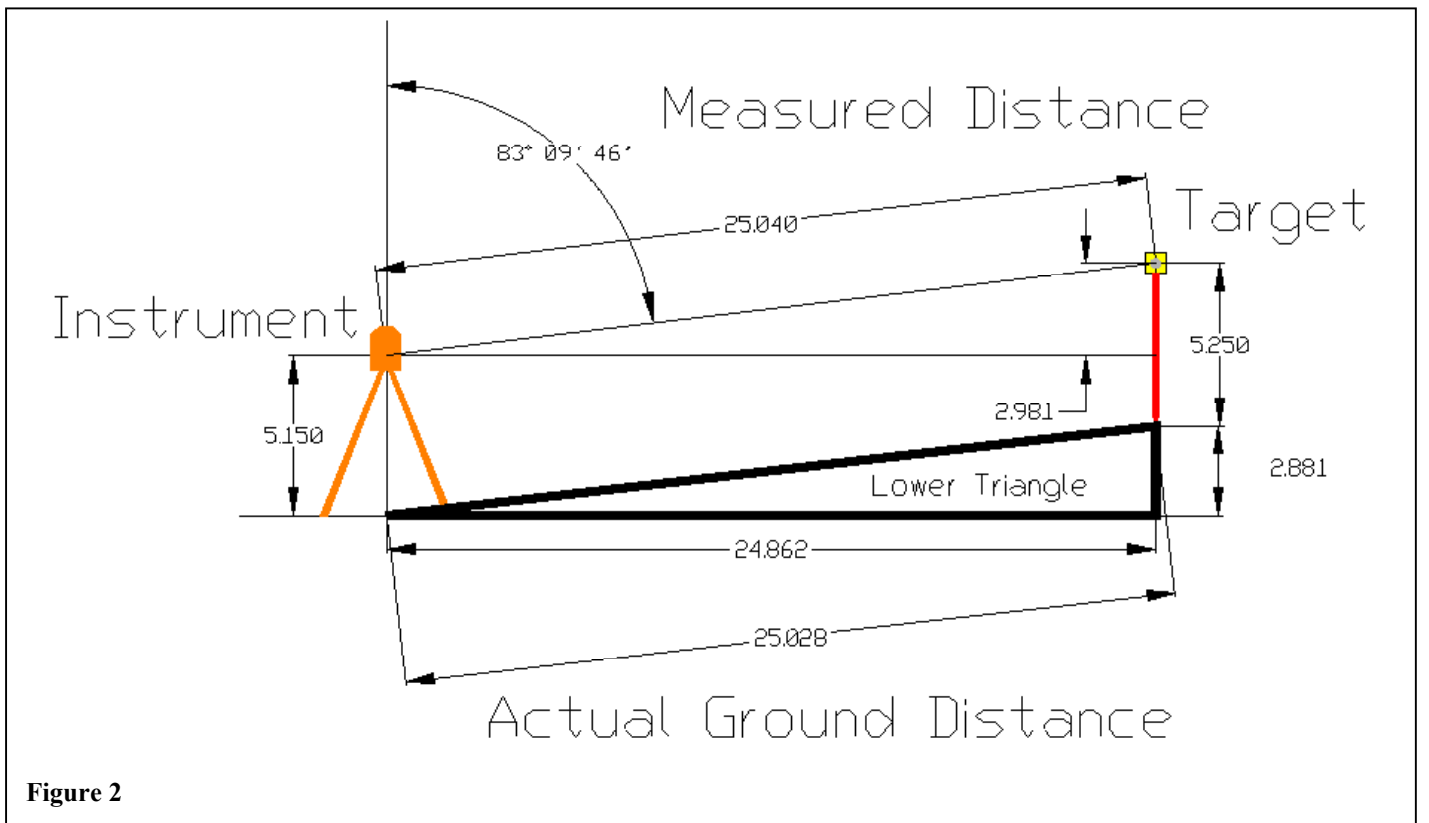 Measured Distance
83° 09' 46'
25.040
Target
Instrument
5.250
2.981
5.150
2.881
Lower Triangle
24.862
25.028
Actual Ground Distance
Figure 2